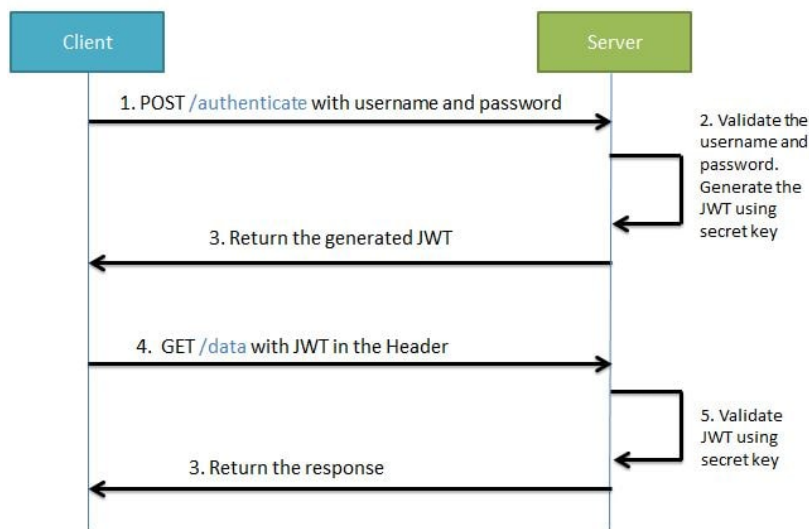 Client
Server
1. POST /authenticate with username and password
2. Validate the
username and
password.
Generate the
JWT using
secret key
3. Return the generated JWT
4. GET /data with JWT in the Header
5. Validate
JWT using
secret key
3. Return the response